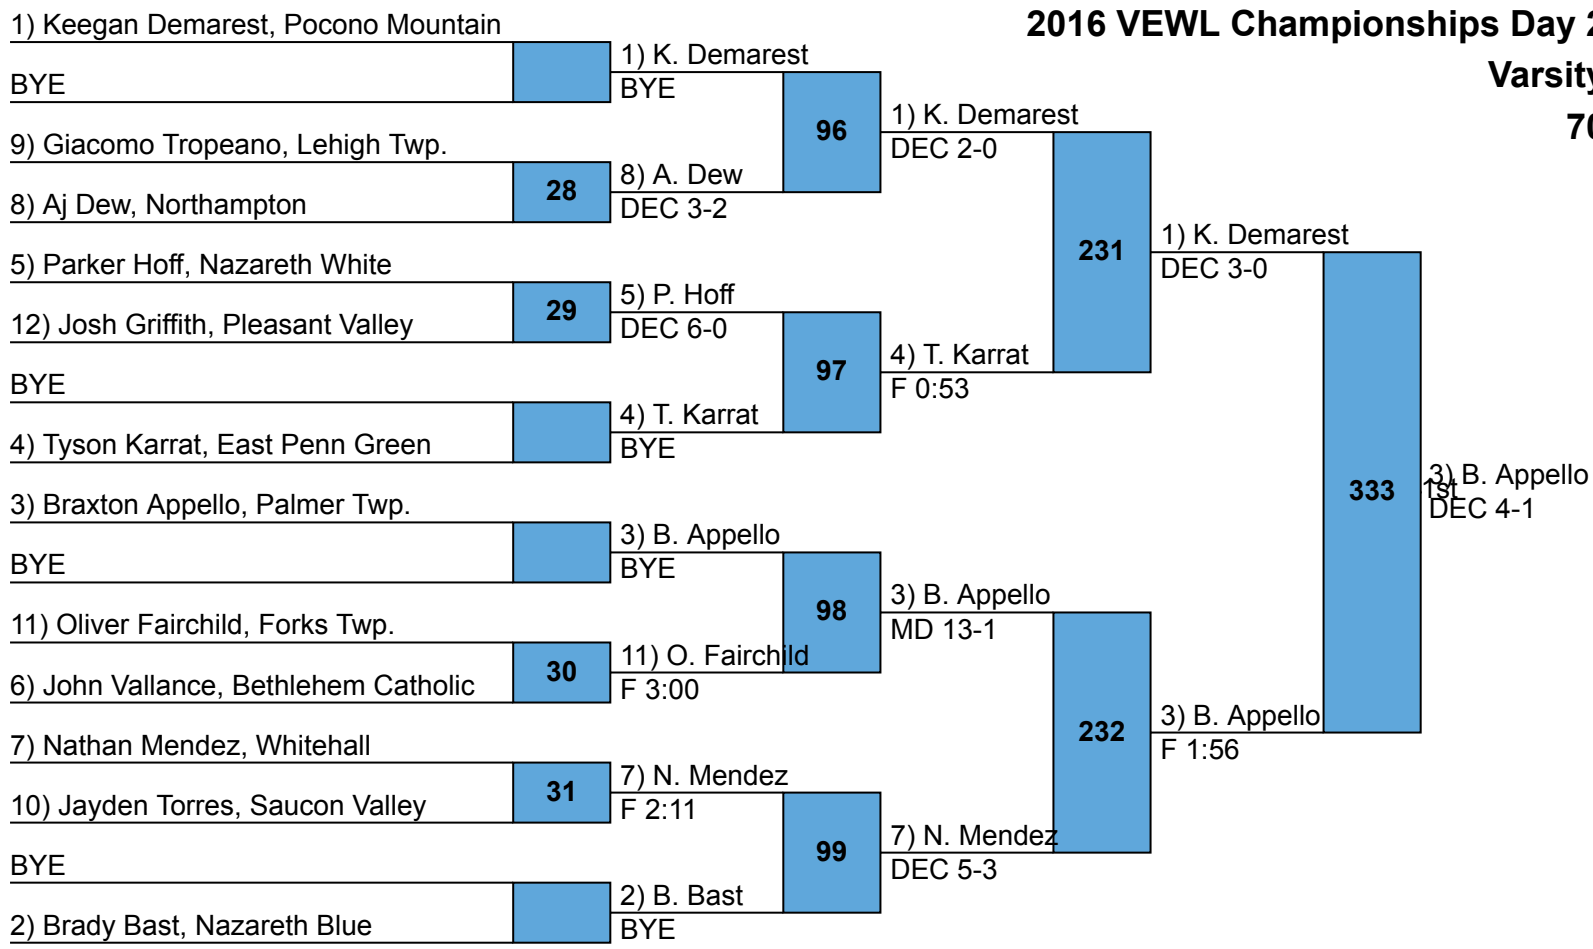 2016 VEWL Championships Day 2
Varsity
70
1) Keegan Demarest, Pocono Mountain
BYE
9) Giacomo Tropeano, Lehigh Twp.
8) Aj Dew, Northampton
5) Parker Hoff, Nazareth White
12) Josh Griffith, Pleasant Valley
BYE
4) Tyson Karrat, East Penn Green
3) Braxton Appello, Palmer Twp.
BYE
11) Oliver Fairchild, Forks Twp.
6) John Vallance, Bethlehem Catholic
7) Nathan Mendez, Whitehall
10) Jayden Torres, Saucon Valley
BYE
2) Brady Bast, Nazareth Blue
28
29
30
31
1) K. Demarest
BYE
8) A. Dew
DEC 3-2
5) P. Hoff
DEC 6-0
4) T. Karrat
BYE
3) B. Appello
BYE
11) O. Fairchild
F 3:00
7) N. Mendez
F 2:11
2) B. Bast
BYE
96
97
98
99
1) K. Demarest
DEC 2-0
4) T. Karrat
F 0:53
3) B. Appello
MD 13-1
7) N. Mendez
DEC 5-3
231
232
1) K. Demarest
DEC 3-0
3) B. Appello
F 1:56
333
3) B. Appello
1st
DEC 4-1